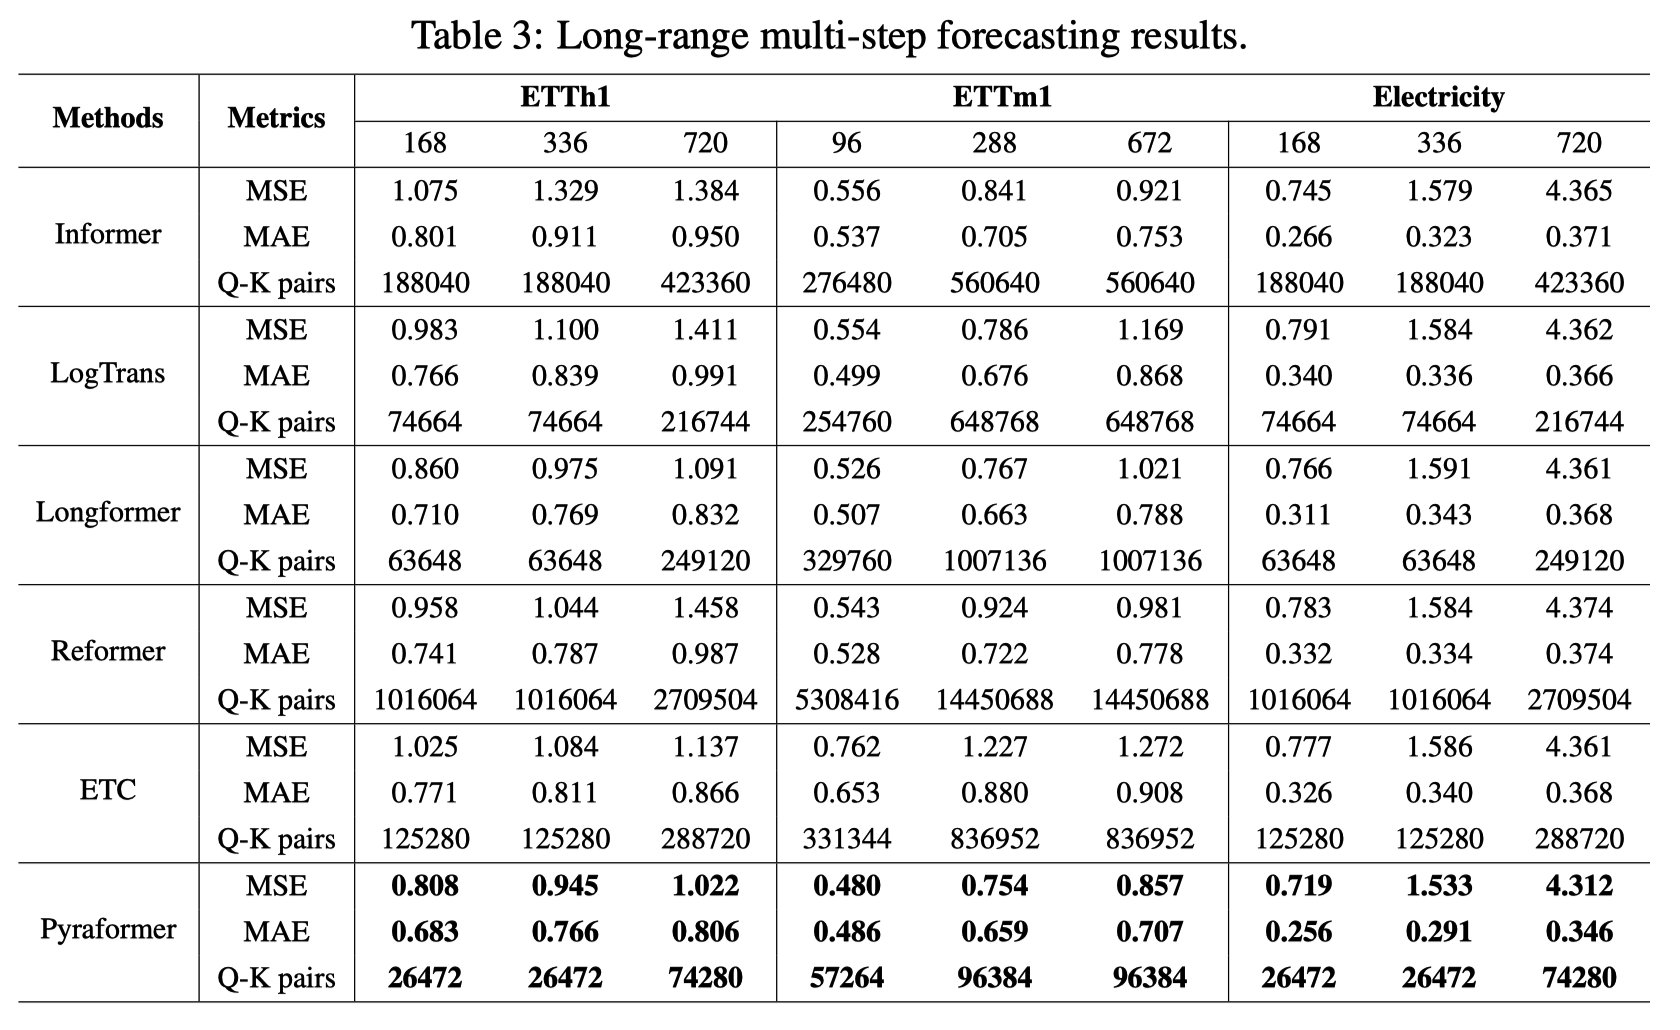 Table 3: Long-range multi-step forecasting results.
Methods Metrics ETTh1 ETTm1 Electricity
168 336 720 96 288 672 168 336 720
Informer MSE 1.075 1.329 1.384 0.556 0.841 0.921 0.745 1.579 4.365
MAE 0.801 0.911 0.950 0.537 0.705 0.753 0.266 0.323 0.371
Q-K pairs 188040 188040 423360 276480 560640 560640 188040 188040 423360
LogTrans MSE 0.983 1.100 1.411 0.554 0.786 1.169 0.791 1.584 4.362
MAE 0.766 0.839 0.991 0.499 0.676 0.868 0.340 0.336 0.366
Q-K pairs 74664 74664 216744 254760 648768 648768 74664 74664 216744
Longformer MSE 0.860 0.975 1.091 0.526 0.767 1.021 0.766 1.591 4.361
MAE 0.710 0.769 0.832 0.507 0.663 0.788 0.311 0.343 0.368
Q-K pairs 63648 63648 249120 329760 1007136 1007136 63648 63648 249120
Reformer MSE 0.958 1.044 1.458 0.543 0.924 0.981 0.783 1.584 4.374
MAE 0.741 0.787 0.987 0.528 0.722 0.778 0.332 0.334 0.374
Q-K pairs 1016064 1016064 2709504 5308416 14450688 14450688 1016064 1016064 2709504
ETC MSE 1.025 1.084 1.137 0.762 1.227 1.272 0.777 1.586 4.361
MAE 0.771 0.811 0.866 0.653 0.880 0.908 0.326 0.340 0.368
Q-K pairs 125280 125280 288720 331344 836952 836952 125280 125280 288720
Pyraformer MSE 0.808 0.945 1.022 0.480 0.754 0.857 0.719 1.533 4.312
MAE 0.683 0.766 0.806 0.486 0.659 0.707 0.256 0.291 0.346
Q-K pairs 26472 26472 74280 57264 96384 96384 26472 26472 74280